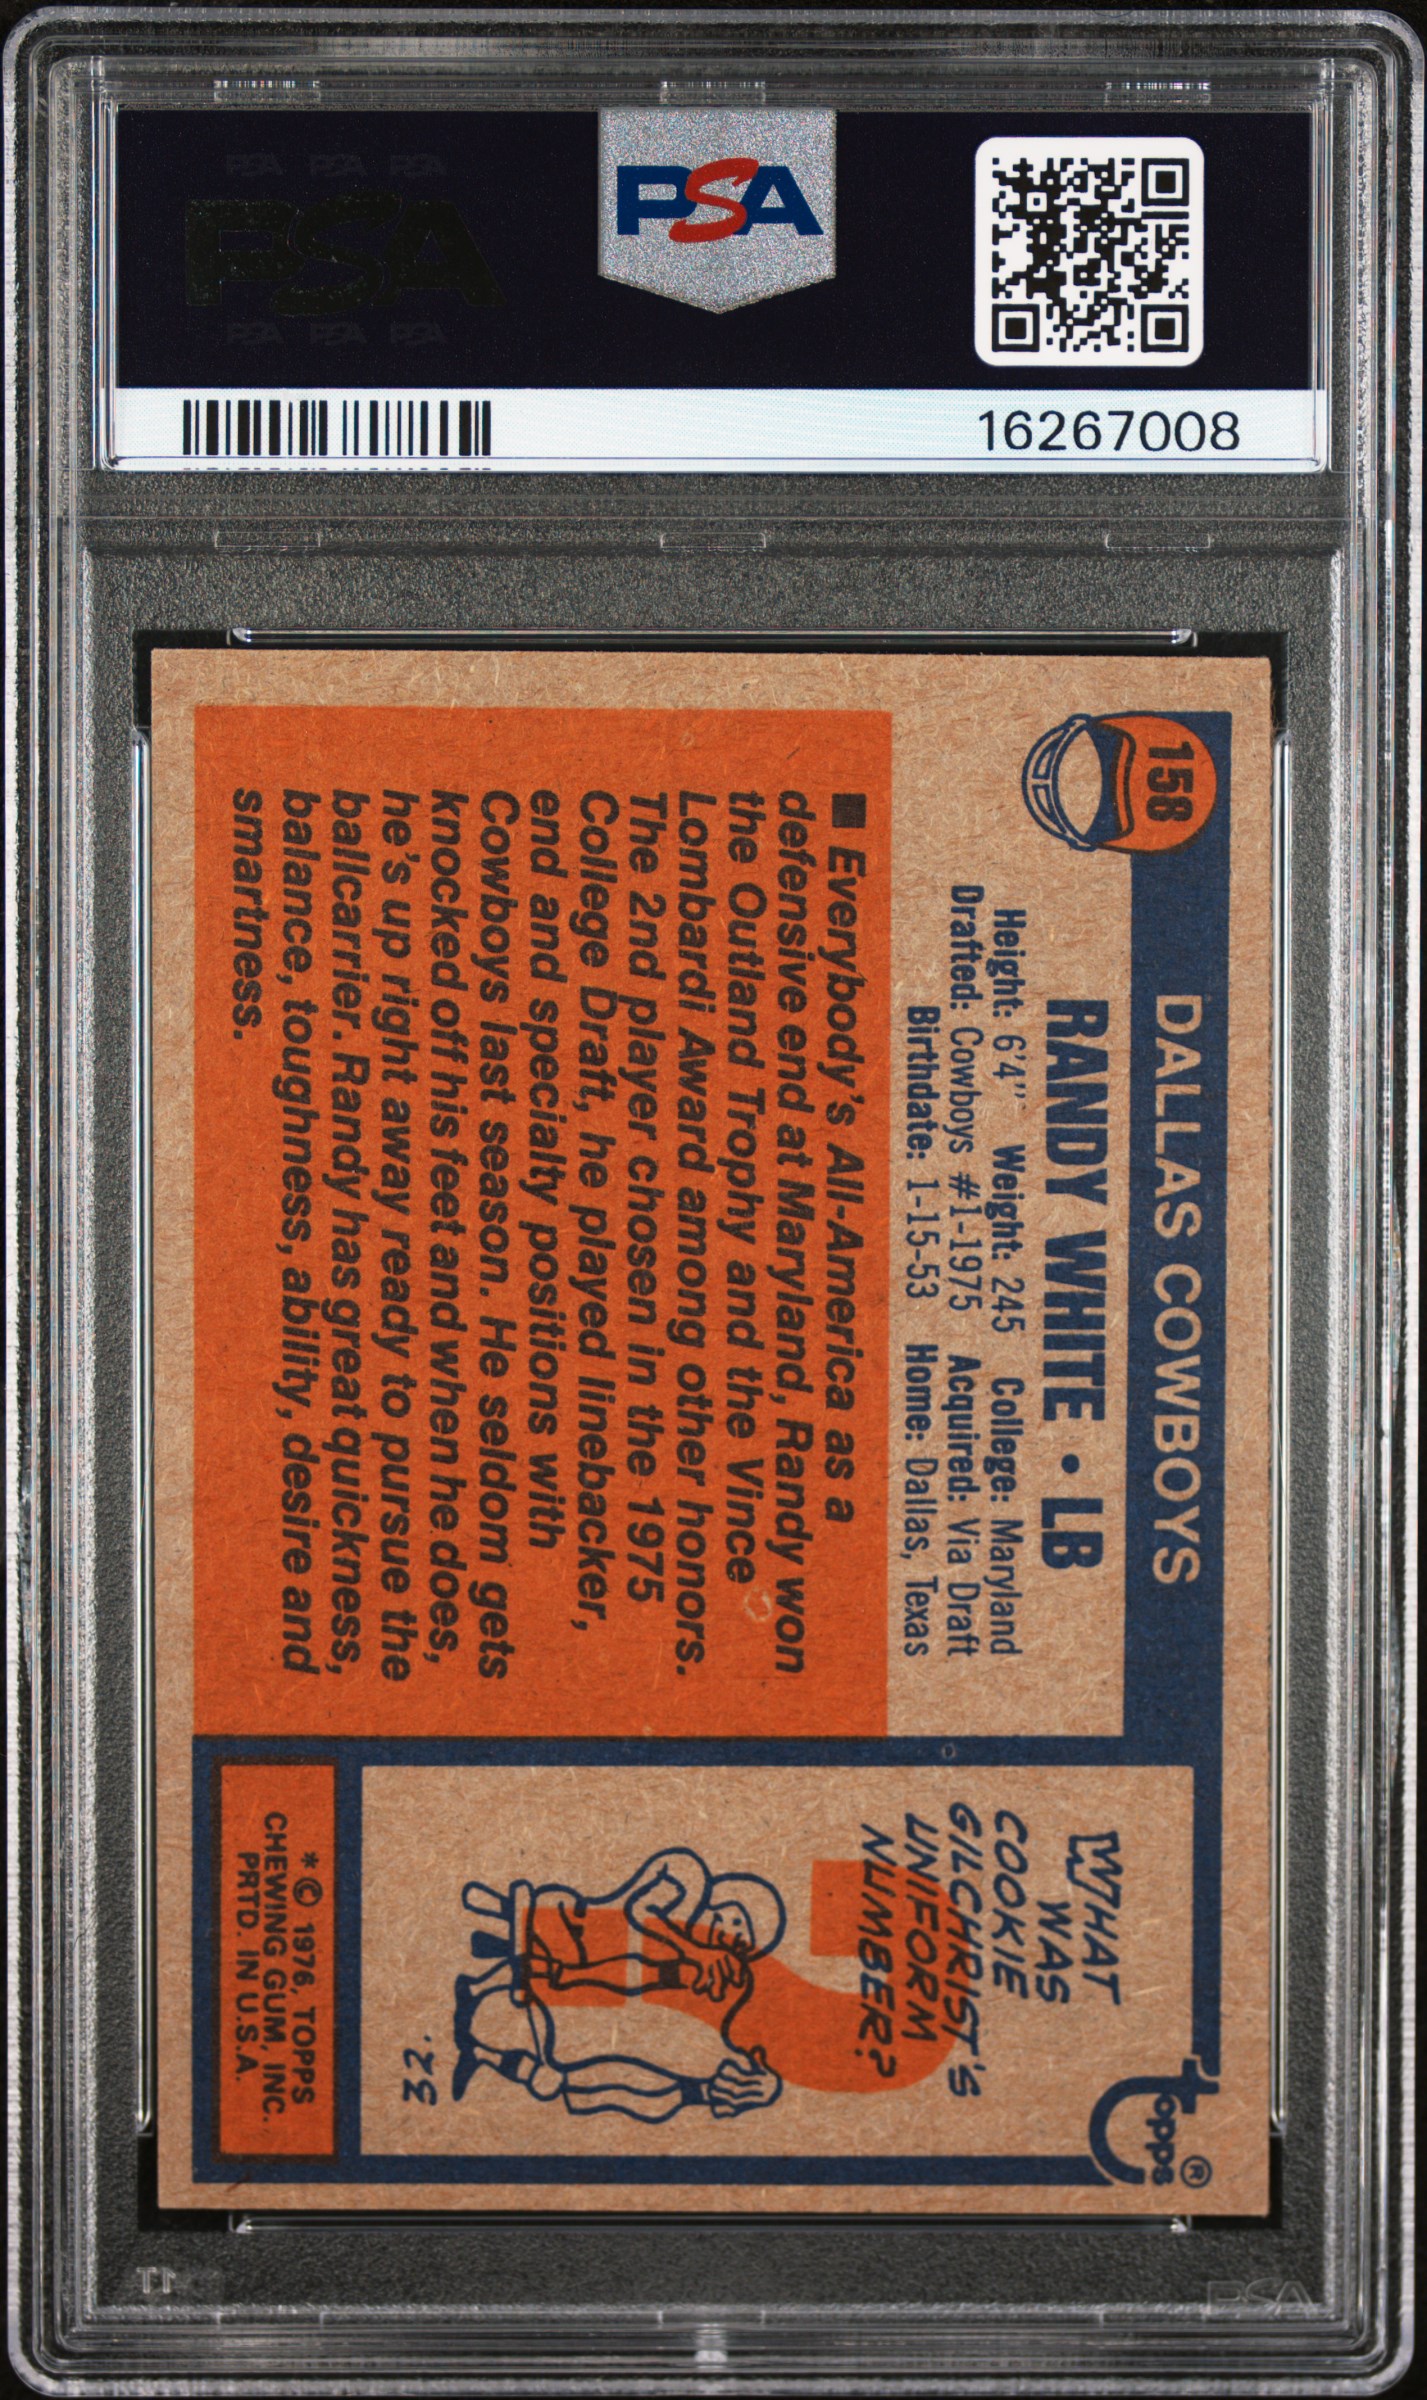 PSA PSA PSA
PSA
PSA PSA PSA
PSA
16267008
158
DALLAS COWBOYS
RANDY WHITE • LB
Height: 6'4" Weight: 245 College: Maryland
Drafted: Cowboys #1-1975 Acquired: Via Draft
Birthdate: 1-15-53 Home: Dallas, Texas
■ Everybody's All-America as a
defensive end at Maryland, Randy won
the Outland Trophy and the Vince
Lombardi Award among other honors.
The 2nd player chosen in the 1975
College Draft, he played linebacker,
end and specialty positions with
Cowboys last season. He seldom gets
knocked off his feet and when he does,
he's up right away ready to pursue the
ballcarrier. Randy has great quickness,
balance, toughness, ability, desire and
smartness.
topps®
WHAT
WAS
COOKIE
GILCHRIST'S
UNIFORM
NUMBER?
32.
* © 1976, TOPPS
CHEWING GUM, INC.
PRTD. IN U.S.A.
PSA